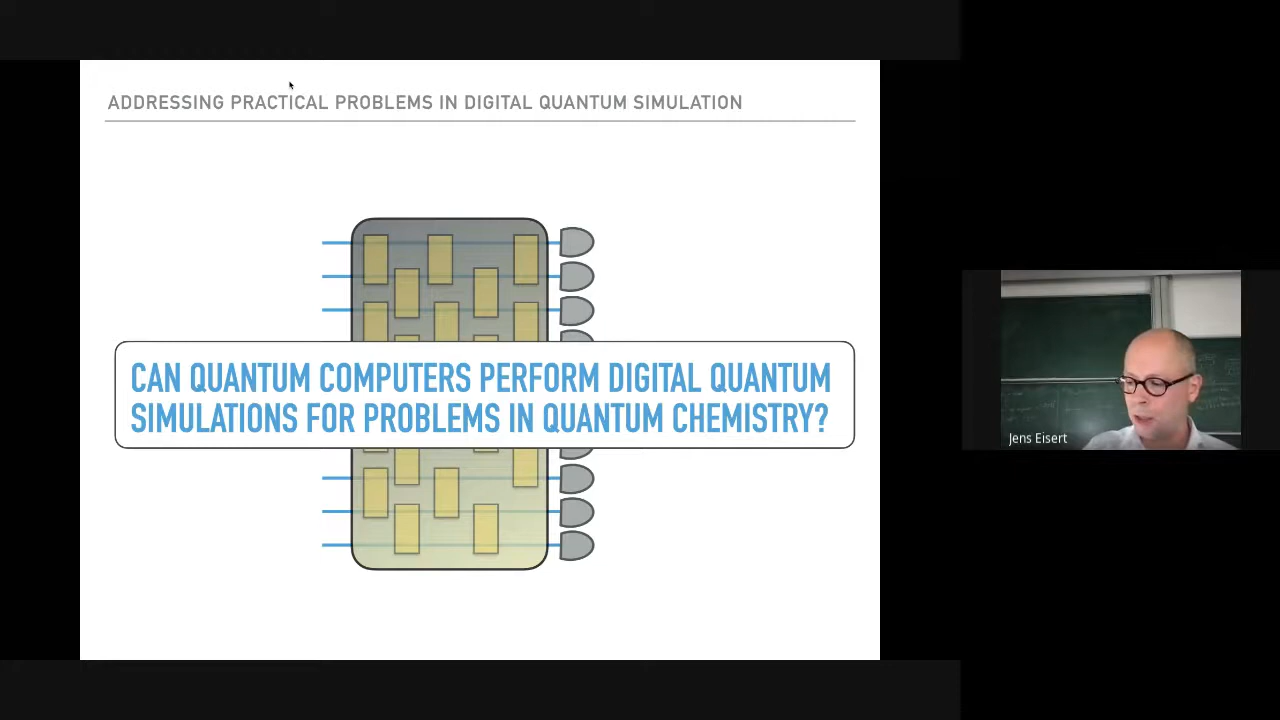 ADDRESSING PRACTICAL PROBLEMS IN DIGITAL QUANTUM SIMULATION
CAN QUANTUM COMPUTERS PERFORM DIGITAL QUANTUM
SIMULATIONS FOR PROBLEMS IN QUANTUM CHEMISTRY?
Jens Eisert